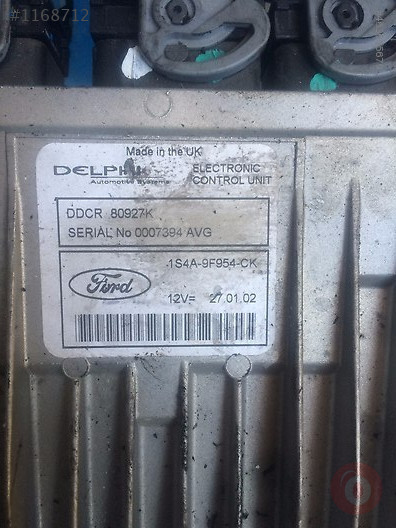 #1168712
Made in the UK
DELPHI ELECTRONIC
Automotive Systems CONTROL UNIT
DDCR 80927K
SERIAL No 0007394 AVG
1S4A-9F954-CK
Ford
12V= 27.01.02